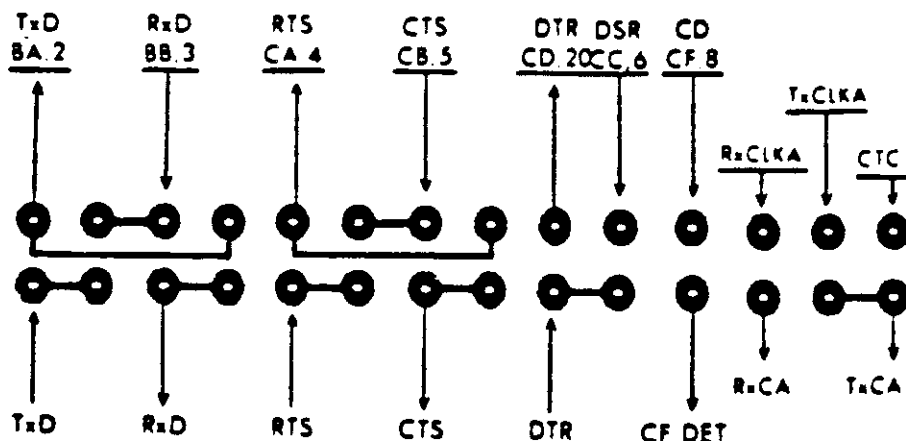 TxD RxD RTS CTS DTR DSR CD
BA.2 BB.3 CA.4 CB.5 CD.20 CC.6 CF.8
TxCLKA
RxCLKA CTC
RxCA TxCA
TxD RxD RTS CTS DTR CF DET